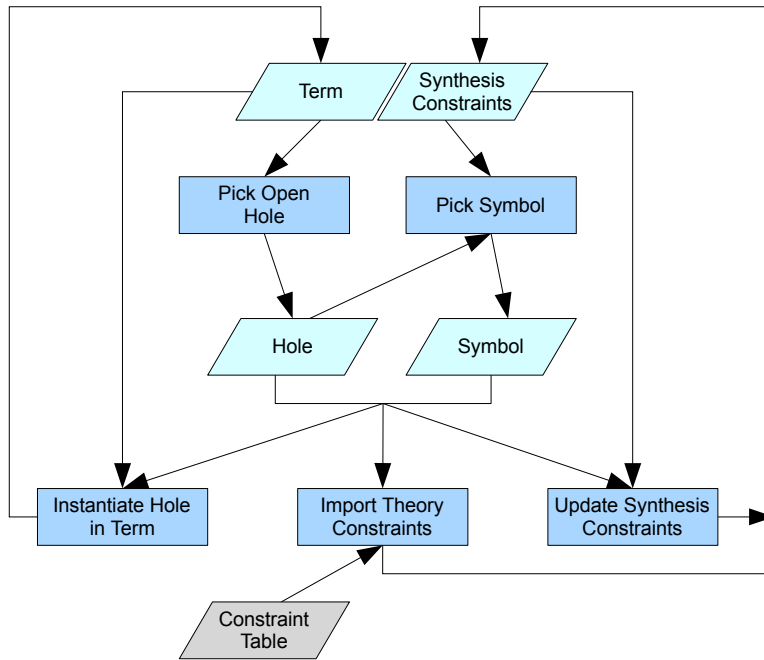 Term
Synthesis
Constraints
Pick Open
Hole
Pick Symbol
Hole
Symbol
Instantiate Hole
in Term
Import Theory
Constraints
Update Synthesis
Constraints
Constraint
Table